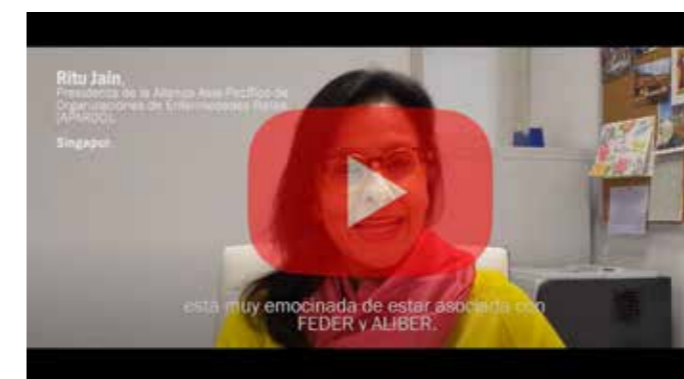 Ritu Jain,
Presidenta de la Alianza Asia Pacífico de
Organizaciones de Enfermedades Raras
(APARDO).
Singapur.
esta muy emocinada de estar asociada con
FEDER y ALIBER.